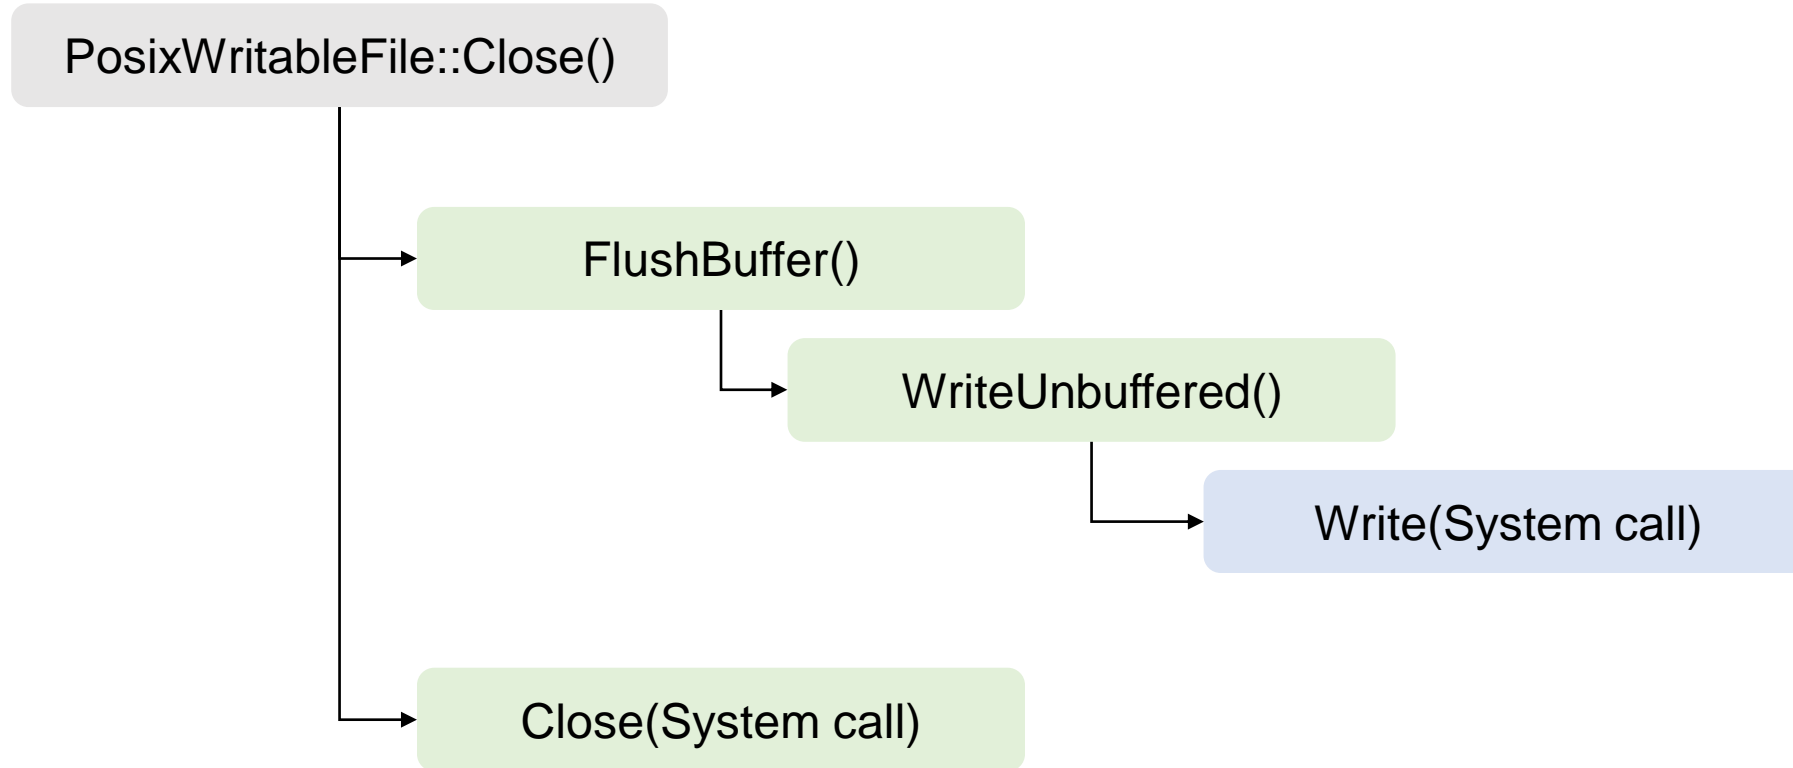 PosixWritableFile::Close()
FlushBuffer()
WriteUnbuffered()
Write(System call)
Close(System call)